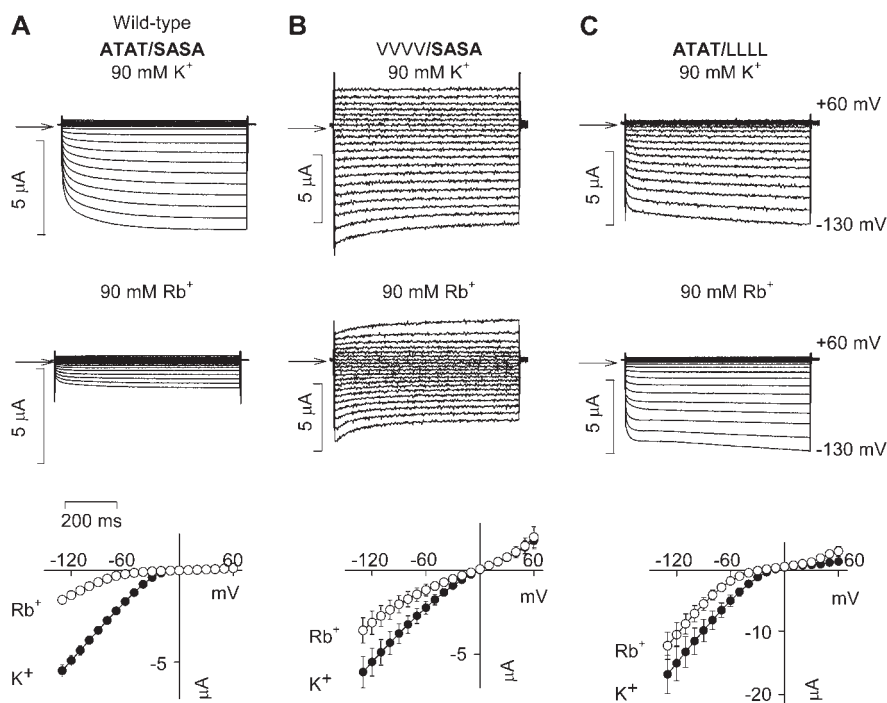 A
Wild-type
ATAT/SASA
90 mM K+
5 µA
90 mM Rb+
5 µA
200 ms
-120 -60 60
mV
Rb+
K+
-5
µA
B
VVVV/SASA
90 mM K+
5 µA
90 mM Rb+
5 µA
-120 -60 60
mV
Rb+
K+
-5
µA
C
ATAT/LLLL
90 mM K+
+60 mV
5 µA
-130 mV
90 mM Rb+
+60 mV
5 µA
-130 mV
-120 -60 60
mV
Rb+
K+
-10
-20
µA